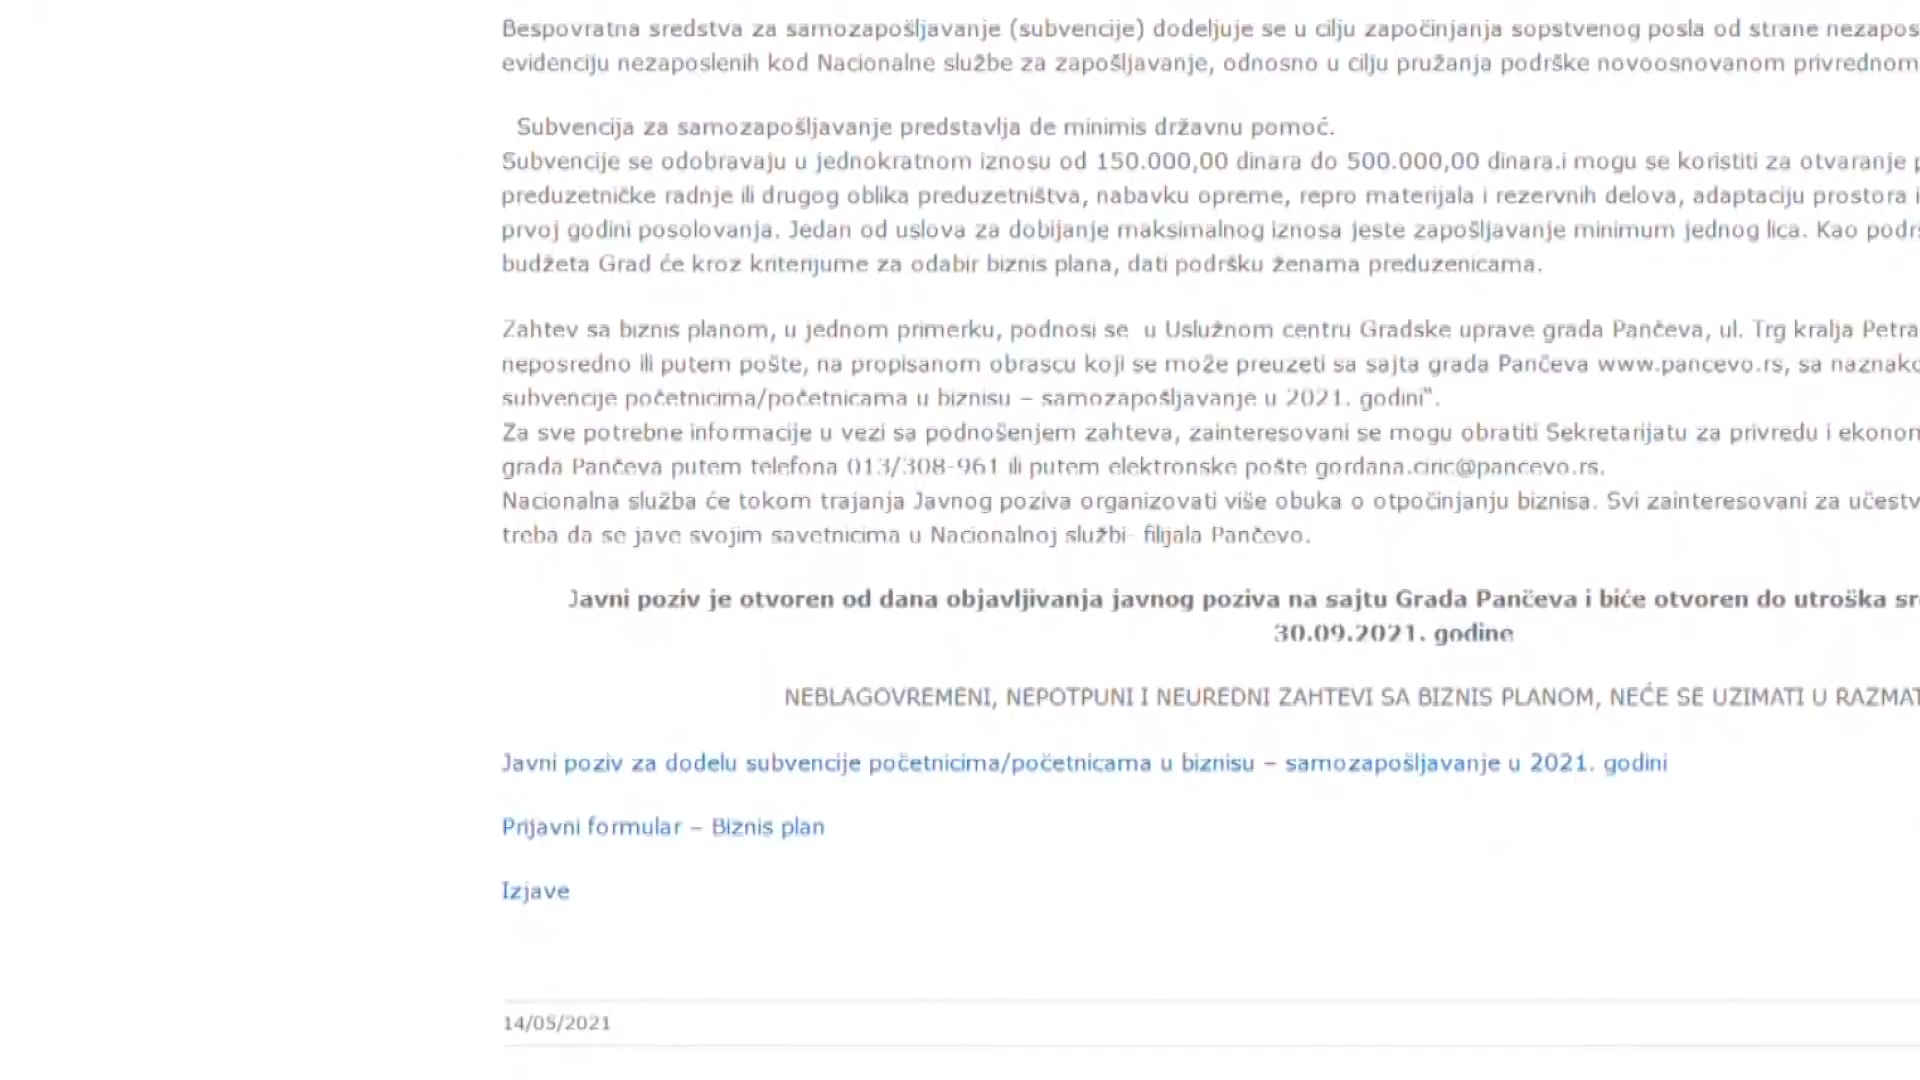 Bespovratna sredstva za samozapošljavanje (subvencije) dodeljuje se u cilju započinjanja sopstvenog posla od strane nezapos
evidenciju nezaposlenih kod Nacionalne službe za zapošljavanje, odnosno u cilju pružanja podrške novoosnovanom privrednom
Subvencija za samozapošljavanje predstavlja de minimis državnu pomoć.
Subvencije se odobravaju u jednokratnom iznosu od 150.000,00 dinara do 500.000,00 dinara.i mogu se koristiti za otvaranje p
preduzetničke radnje ili drugog oblika preduzetništva, nabavku opreme, repro materijala i rezervnih delova, adaptaciju prostora i
prvoj godini posolovanja. Jedan od uslova za dobijanje maksimalnog iznosa jeste zapošljavanje minimum jednog lica. Kao podrš
budžeta Grad će kroz kriterijume za odabir biznis plana, dati podršku ženama preduzenicama.
Zahtev sa biznis planom, u jednom primerku, podnosi se u Uslužnom centru Gradske uprave grada Pančeva, ul. Trg kralja Petra
neposredno ili putem pošte, na propisanom obrascu koji se može preuzeti sa sajta grada Pančeva www.pancevo.rs, sa naznako
subvencije početnicima/početnicama u biznisu – samozapošljavanje u 2021. godini".
Za sve potrebne informacije u vezi sa podnošenjem zahteva, zainteresovani se mogu obratiti Sekretarijatu za privredu i ekonom
grada Pančeva putem telefona 013/308-961 ili putem elektronske pošte gordana.ciric@pancevo.rs.
Nacionalna služba će tokom trajanja Javnog poziva organizovati više obuka o otpočinjanju biznisa. Svi zainteresovani za učestv
treba da se jave svojim savetnicima u Nacionalnoj službi- filijala Pančevo.
Javni poziv je otvoren od dana objavljivanja javnog poziva na sajtu Grada Pančeva i biće otvoren do utroška sre
30.09.2021. godine
NEBLAGOVREMENI, NEPOTPUNI I NEUREDNI ZAHTEVI SA BIZNIS PLANOM, NEĆE SE UZIMATI U RAZMAT
Javni poziv za dodelu subvencije početnicima/početnicama u biznisu – samozapošljavanje u 2021. godini
Prijavni formular – Biznis plan
Izjave
14/05/2021